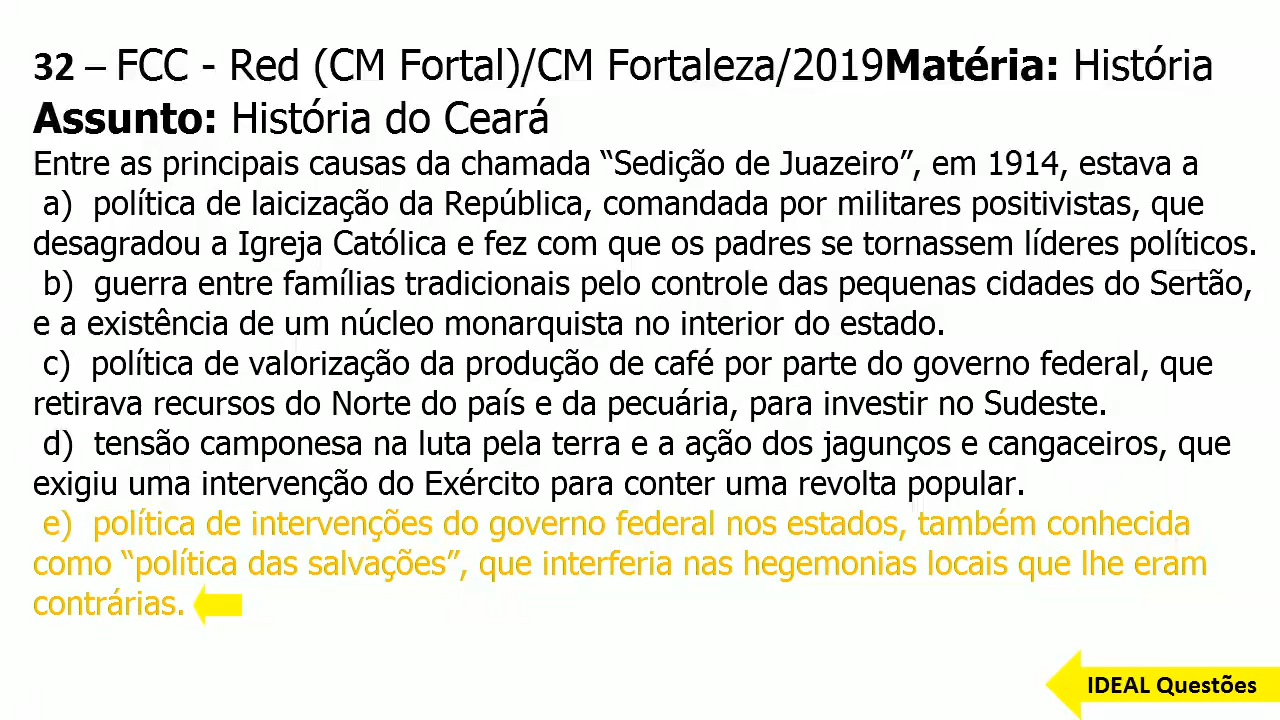 32 – FCC - Red (CM Fortal)/CM Fortaleza/2019Matéria: História
Assunto: História do Ceará
Entre as principais causas da chamada “Sedição de Juazeiro”, em 1914, estava a
a) política de laicização da República, comandada por militares positivistas, que
desagradou a Igreja Católica e fez com que os padres se tornassem líderes políticos.
b) guerra entre famílias tradicionais pelo controle das pequenas cidades do Sertão,
e a existência de um núcleo monarquista no interior do estado.
c) política de valorização da produção de café por parte do governo federal, que
retirava recursos do Norte do país e da pecuária, para investir no Sudeste.
d) tensão camponesa na luta pela terra e a ação dos jagunços e cangaceiros, que
exigiu uma intervenção do Exército para conter uma revolta popular.
e) política de intervenções do governo federal nos estados, também conhecida
como “política das salvações”, que interferia nas hegemonias locais que lhe eram
contrárias.
IDEAL Questões